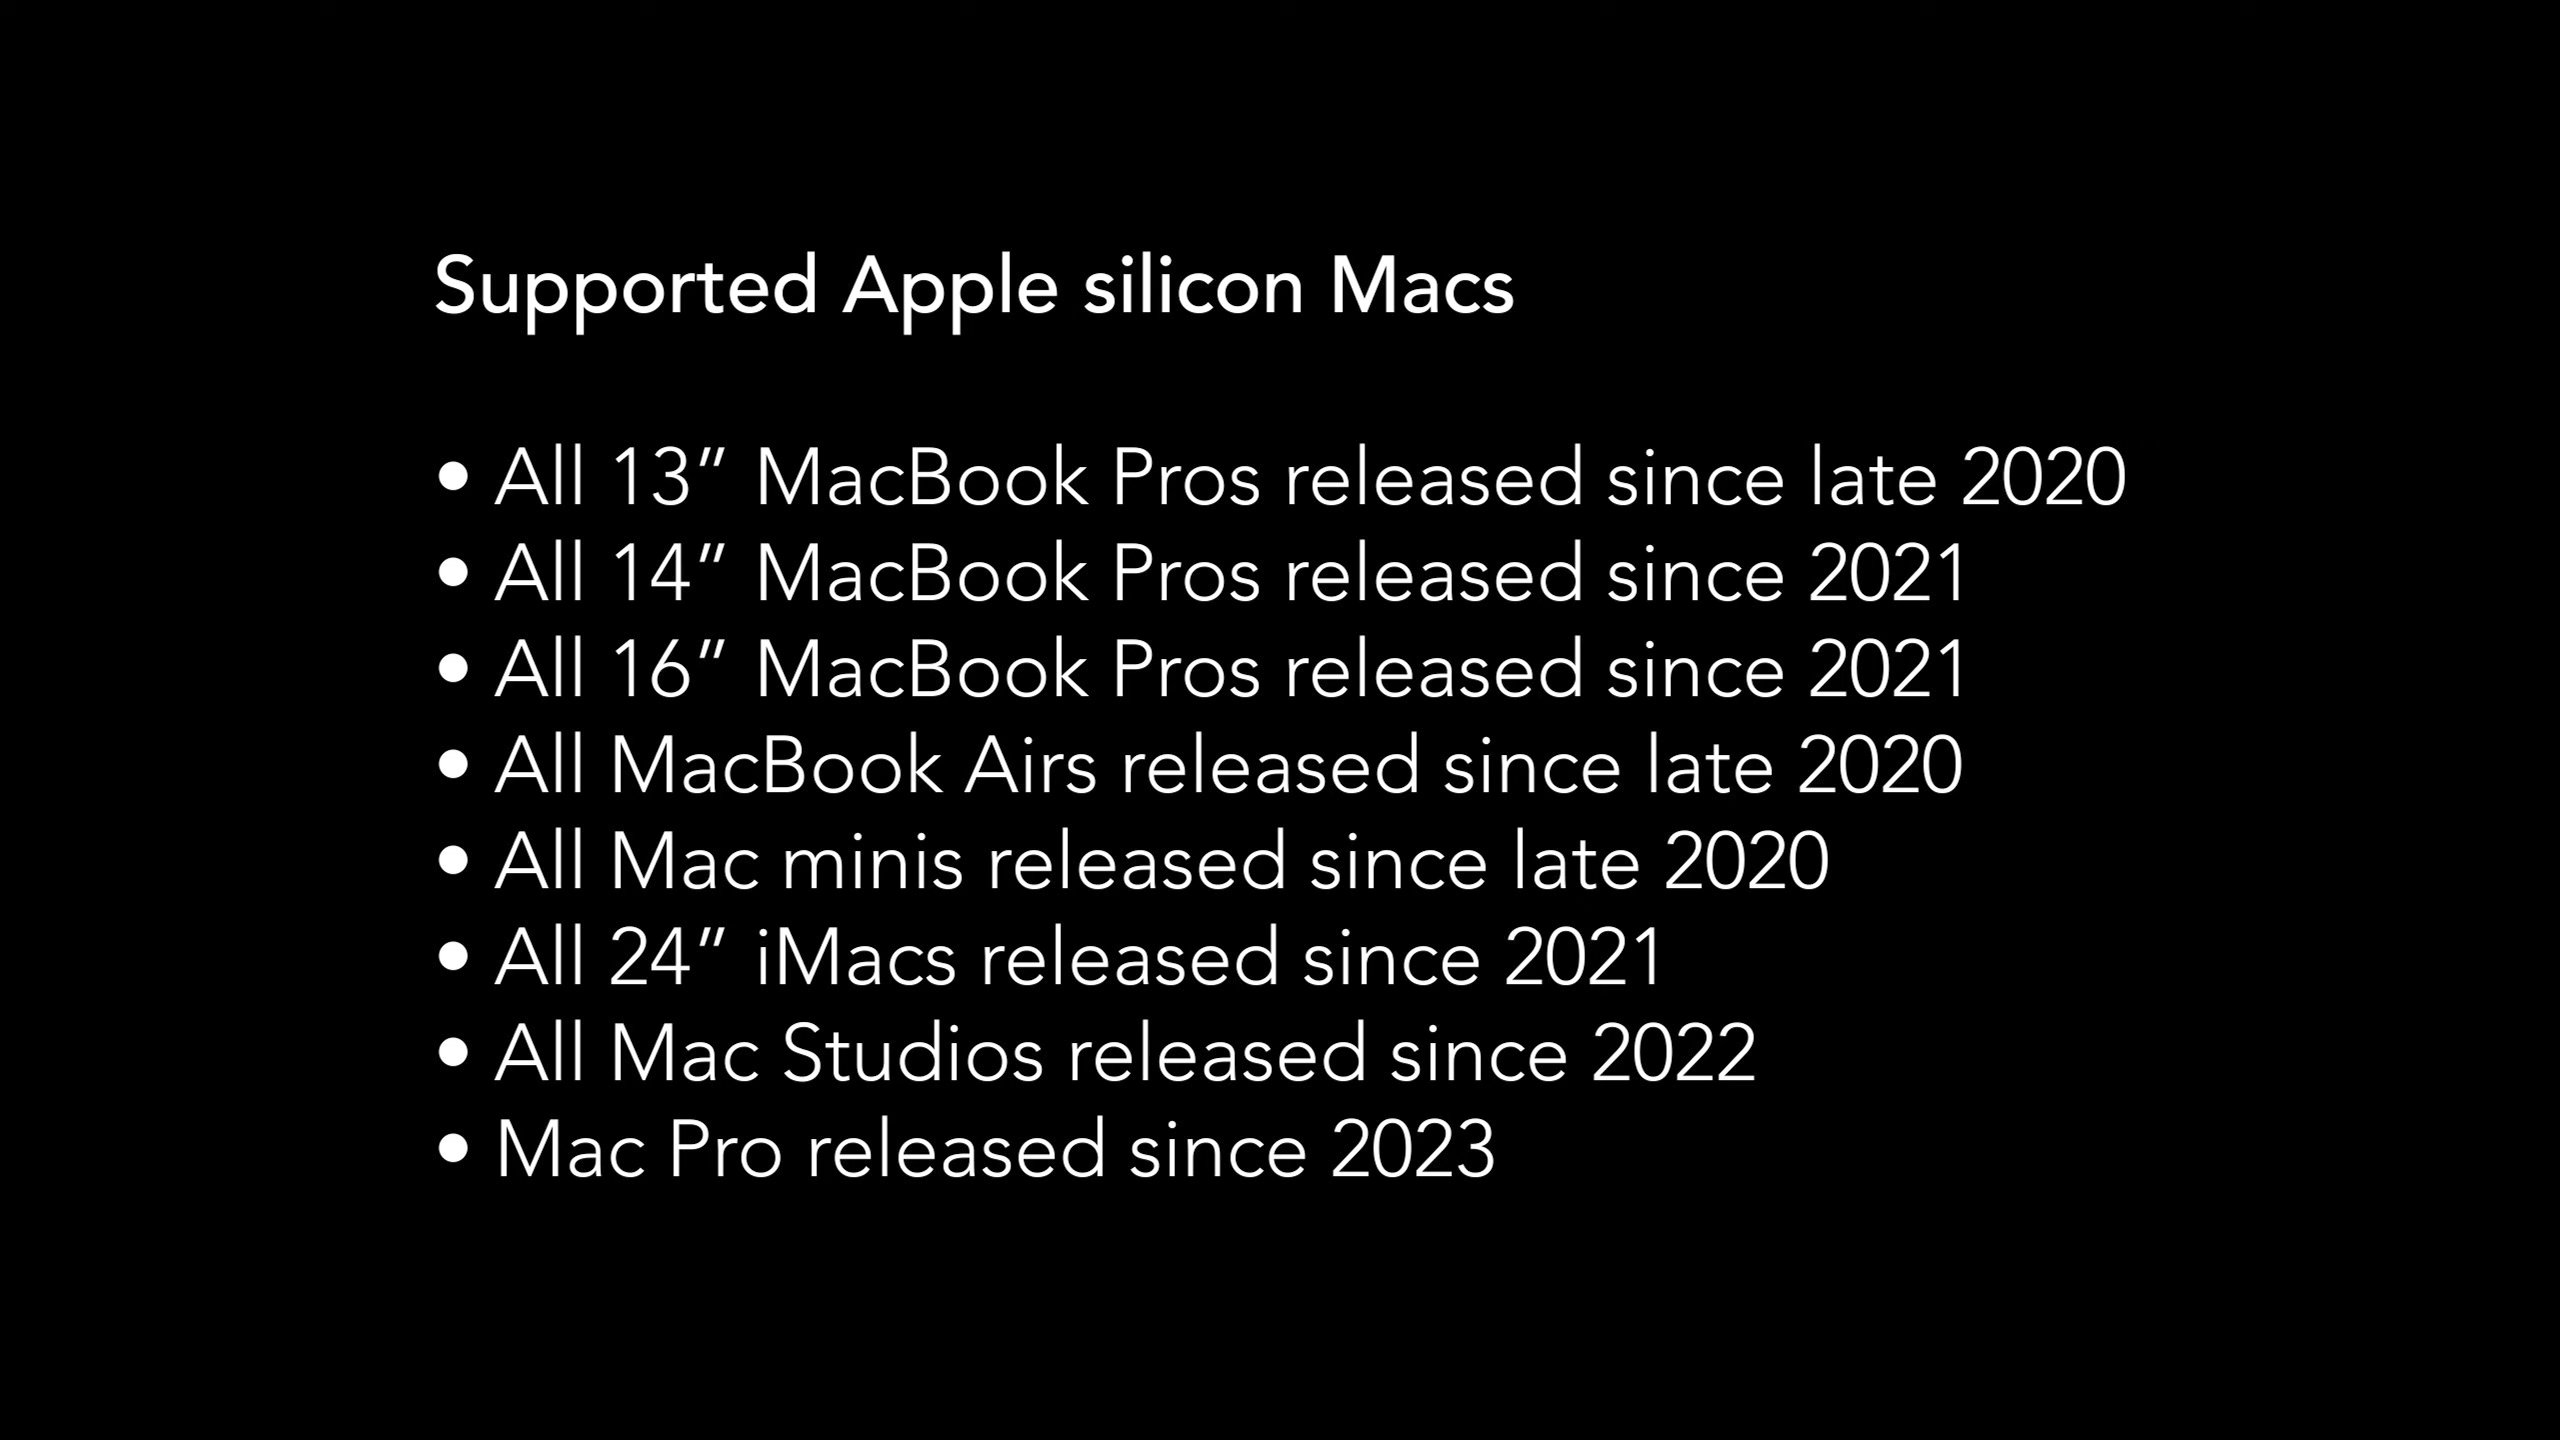 Supported Apple silicon Macs
• All 13” MacBook Pros released since late 2020
• All 14” MacBook Pros released since 2021
• All 16” MacBook Pros released since 2021
• All MacBook Airs released since late 2020
• All Mac minis released since late 2020
• All 24” iMacs released since 2021
• All Mac Studios released since 2022
• Mac Pro released since 2023